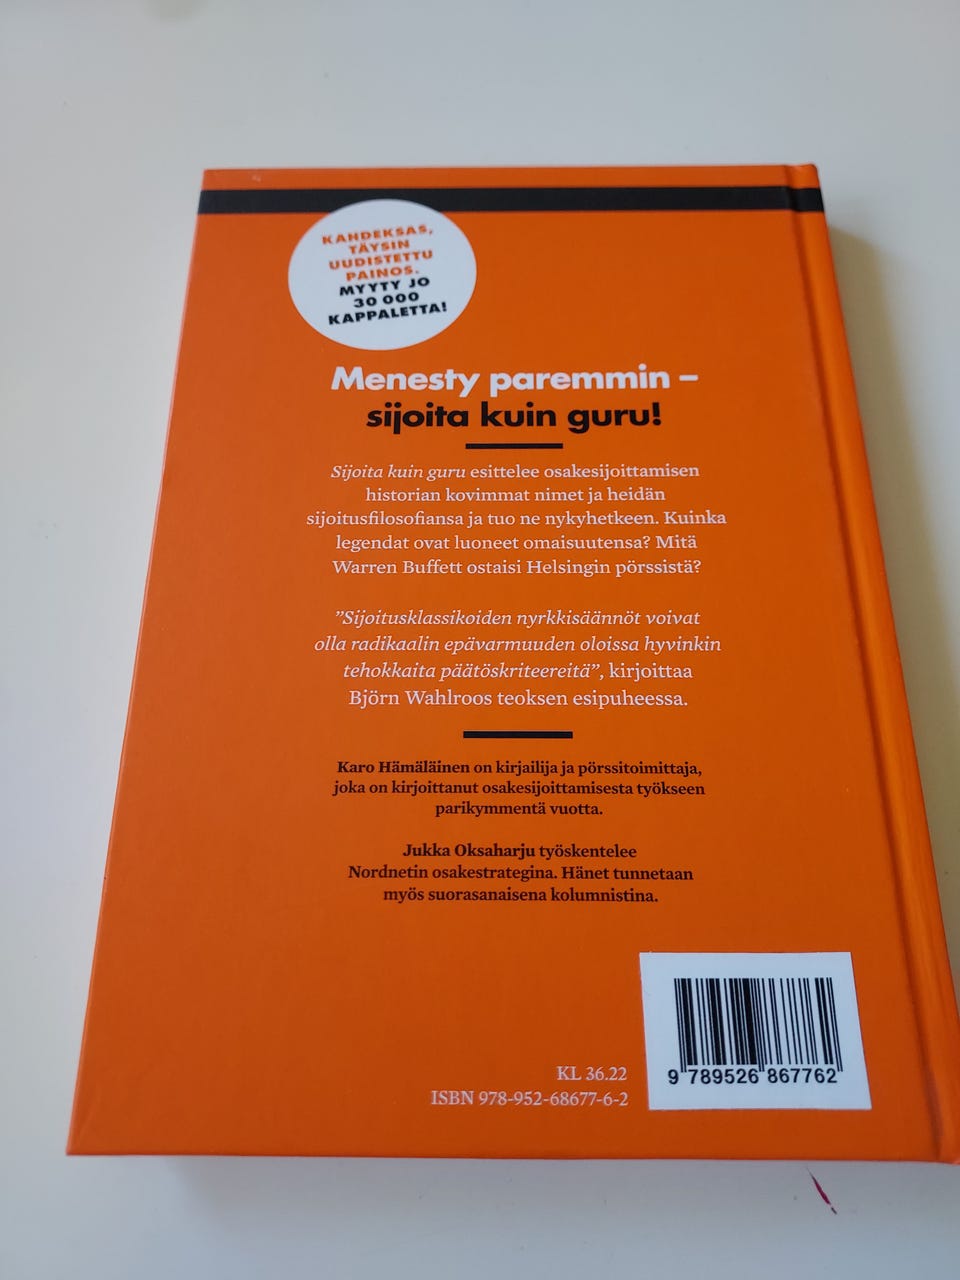 KAHDEKSAS,
TÄYSIN
UUDISTETTU
PAINOS.
MYYTY JO
30 000
KAPPALETTA!
Menesty paremmin –
sijoita kuin guru!
Sijoita kuin guru esittelee osakesijoittamisen
historian kovimmat nimet ja heidän
sijoitusfilosofiansa ja tuo ne nykyhetkeen. Kuinka
legendat ovat luoneet omaisuutensa? Mitä
Warren Buffett ostaisi Helsingin pörssistä?
”Sijoitusklassikoiden nyrkkisäännöt voivat
olla radikaalin epävarmuuden oloissa hyvinkin
tehokkaita päätöskriteereitä”, kirjoittaa
Björn Wahlroos teoksen esipuheessa.
Karo Hämäläinen on kirjailija ja pörssitoimittaja,
joka on kirjoittanut osakesijoittamisesta työkseen
parikymmentä vuotta.
Jukka Oksaharju työskentelee
Nordnetin osakestrategina. Hänet tunnetaan
myös suorasanaisena kolumnistina.
KL 36.22
ISBN 978-952-68677-6-2
9 789526 867762